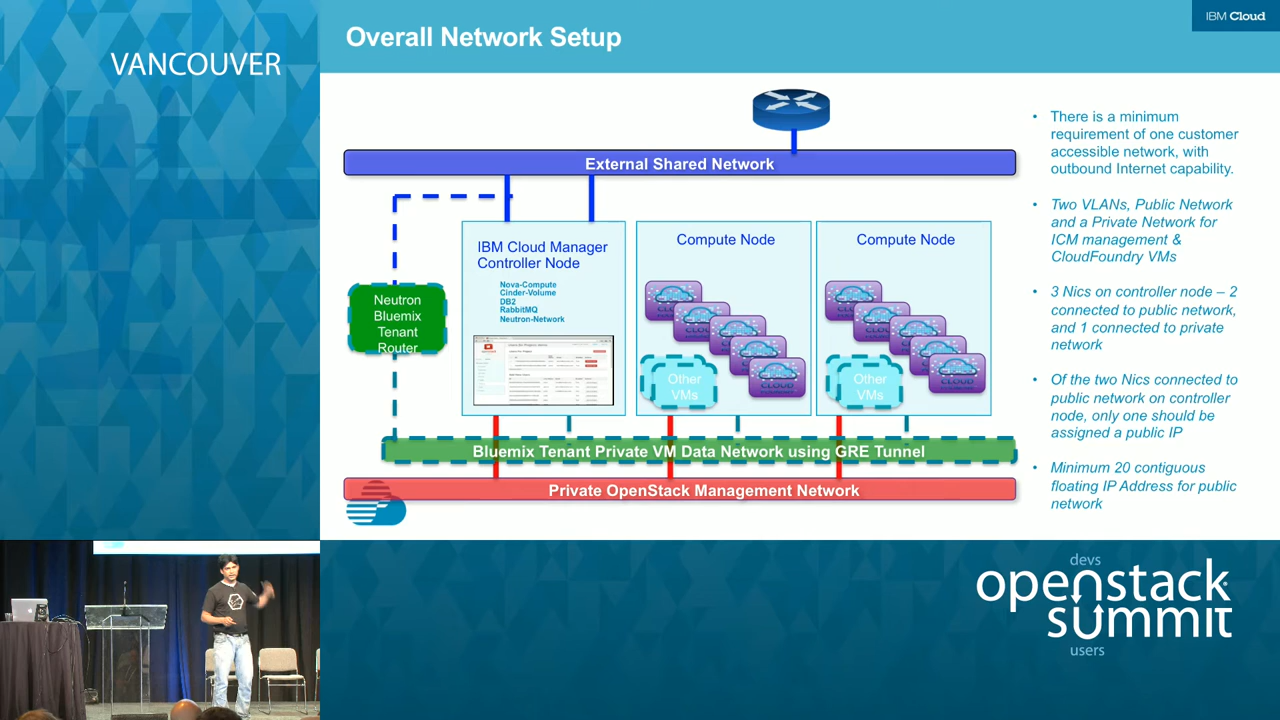 VANCOUVER
Overall Network Setup
IBM Cloud
External Shared Network
IBM Cloud Manager
Controller Node
Nova-Compute
Cinder-Volume
DB2
RabbitMQ
Neutron-Network
Compute Node
Compute Node
Neutron
Bluemix
Tenant
Router
Other
VMs
Other
VMs
Bluemix Tenant Private VM Data Network using GRE Tunnel
Private OpenStack Management Network
• There is a minimum
requirement of one customer
accessible network, with
outbound Internet capability.
• Two VLANs, Public Network
and a Private Network for
ICM management &
CloudFoundry VMs
• 3 Nics on controller node – 2
connected to public network,
and 1 connected to private
network
• Of the two Nics connected to
public network on controller
node, only one should be
assigned a public IP
• Minimum 20 contiguous
floating IP Address for public
network
devs
openstack
summit
users